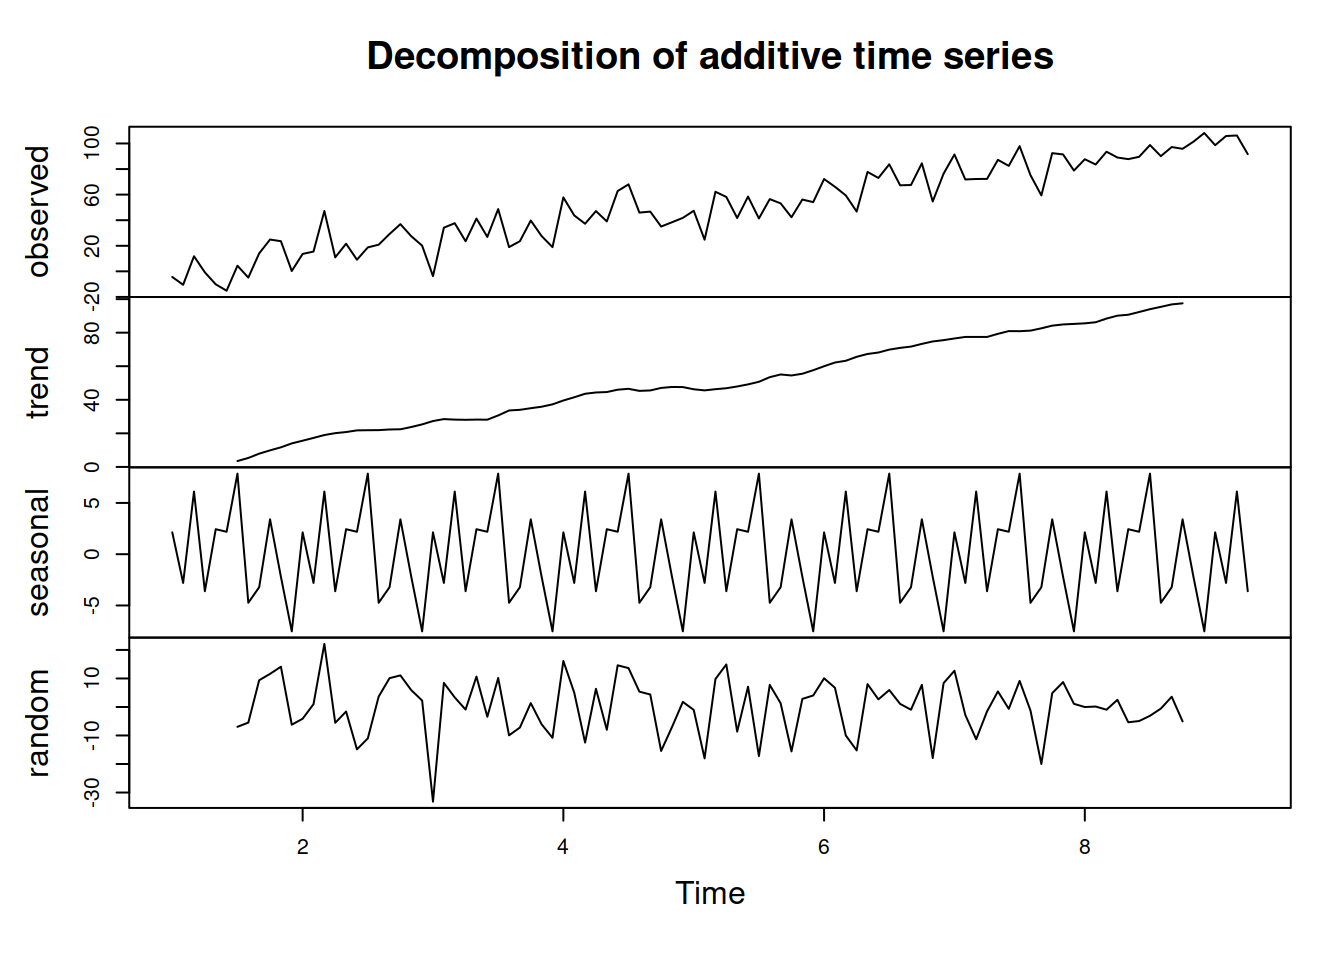 Decomposition of additive time series
observed
-20 20 60 100
trend
0 40 80
seasonal
-5 0 5
random
-30 -10 10
2 4 6 8
Time